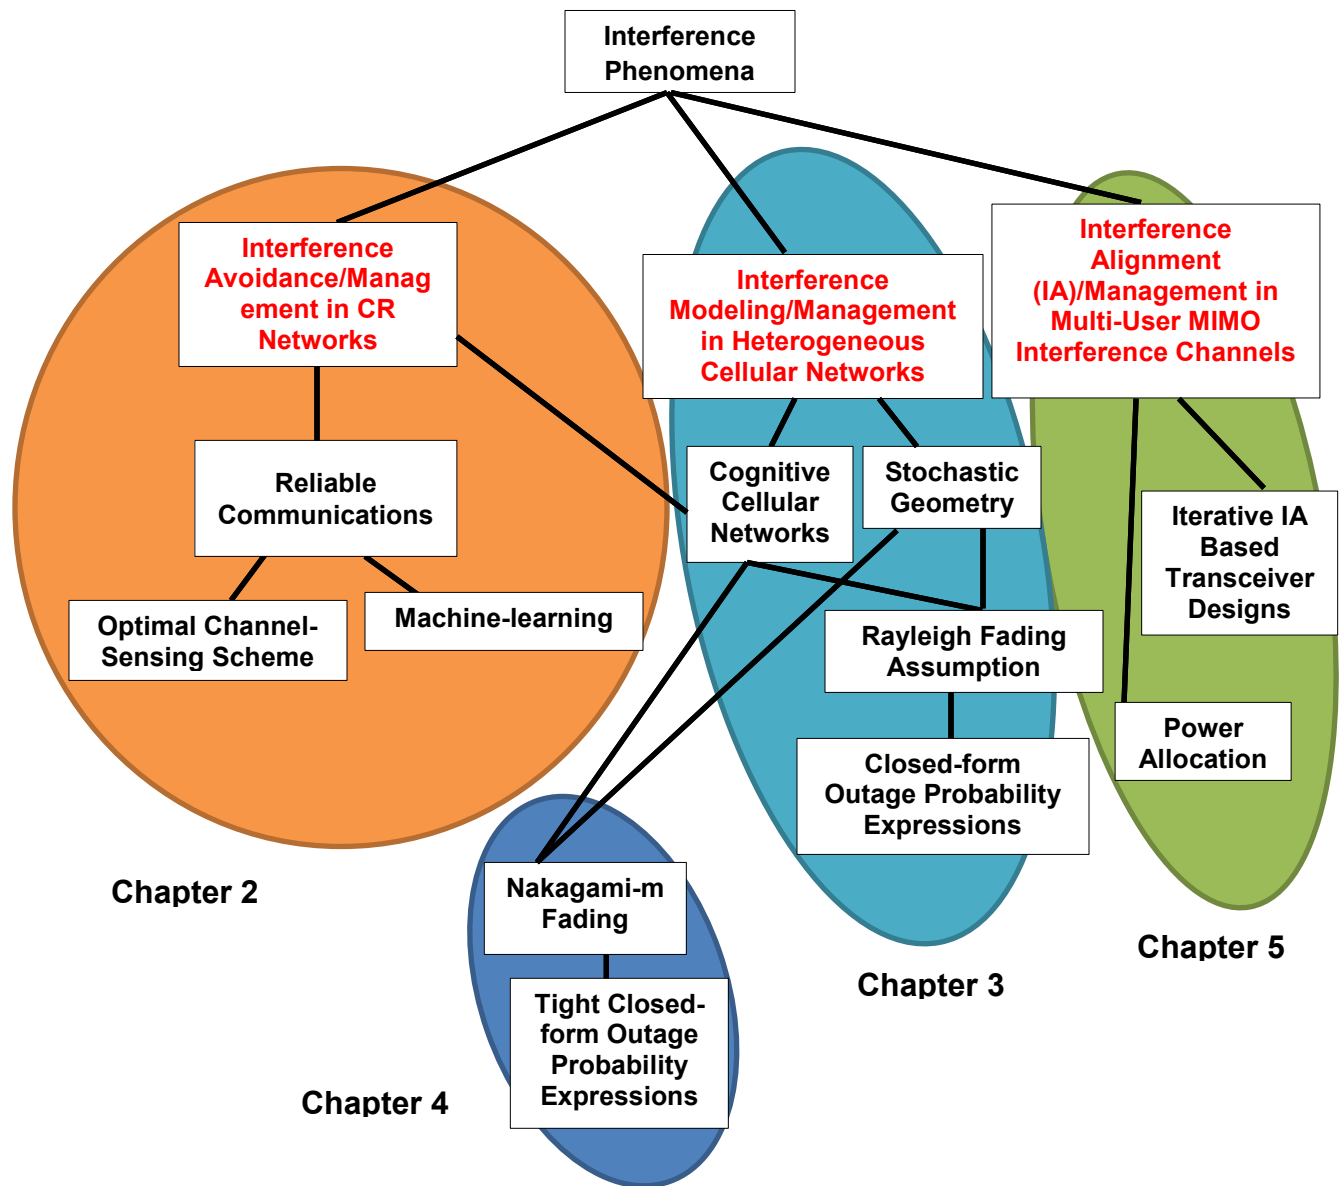 Interference
Phenomena
Interference
Avoidance/Manag
ement in CR
Networks
Interference
Modeling/Management
in Heterogeneous
Cellular Networks
Interference
Alignment
(IA)/Management in
Multi-User MIMO
Interference Channels
Reliable
Communications
Cognitive
Cellular
Networks
Stochastic
Geometry
Iterative IA
Based
Transceiver
Designs
Optimal Channel-
Sensing Scheme
Machine-learning
Rayleigh Fading
Assumption
Power
Allocation
Closed-form
Outage Probability
Expressions
Chapter 2
Nakagami-m
Fading
Chapter 5
Chapter 3
Tight Closed-
form Outage
Probability
Expressions
Chapter 4